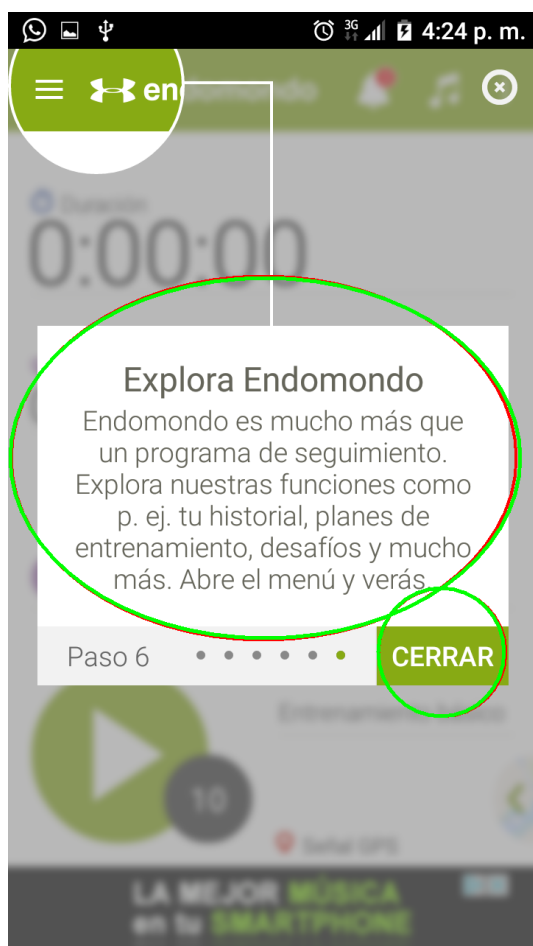 3G
4:24 p. m.
endomondo
Duración
0:00:00
Explora Endomondo
Endomondo es mucho más que
un programa de seguimiento.
Explora nuestras funciones como
p. ej. tu historial, planes de
entrenamiento, desafíos y mucho
más. Abre el menú y verás.
Paso 6
CERRAR
Entrenamiento básico
10
Señal GPS
LA MEJOR MÚSICA
en tu SMARTPHONE